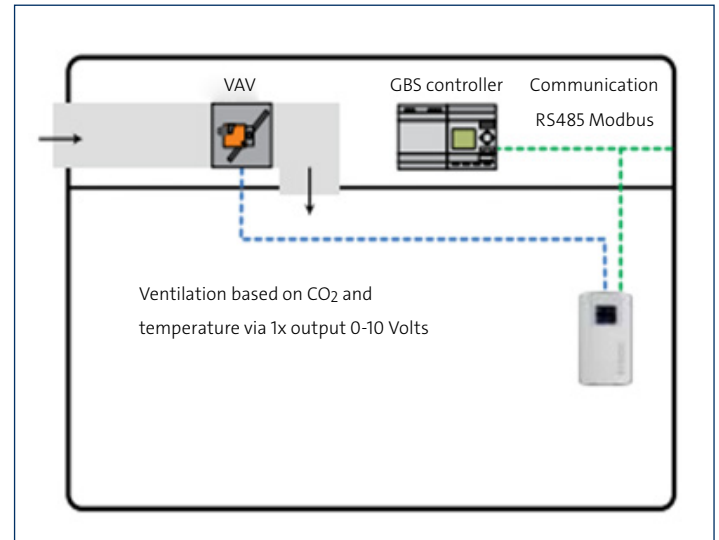 VAV
GBS controller
Communication
RS485 Modbus
Ventilation based on CO2 and
temperature via 1x output 0-10 Volts